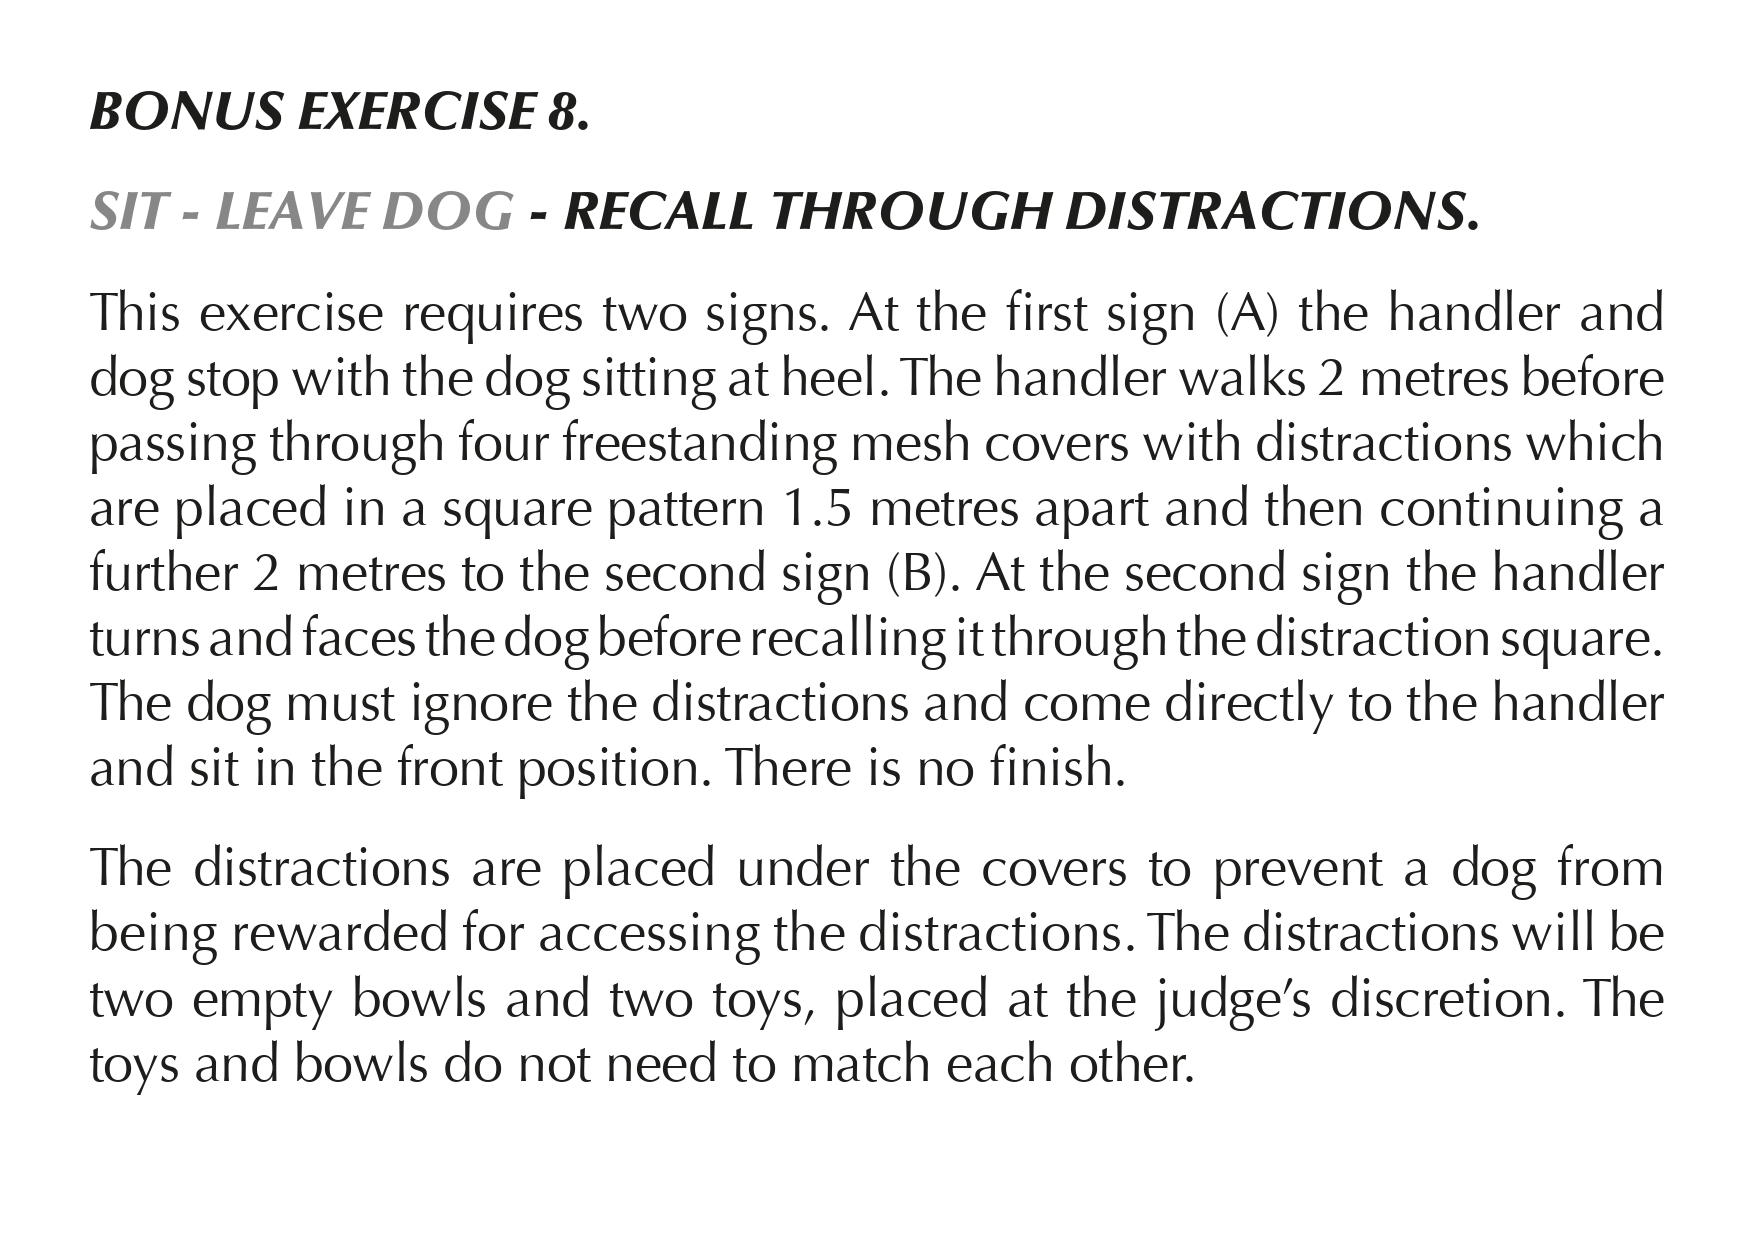 BONUS EXERCISE 8.
SIT - LEAVE DOG - RECALL THROUGH DISTRACTIONS.
This exercise requires two signs. At the first sign (A) the handler and
dog stop with the dog sitting at heel. The handler walks 2 metres before
passing through four freestanding mesh covers with distractions which
are placed in a square pattern 1.5 metres apart and then continuing a
further 2 metres to the second sign (B). At the second sign the handler
turns and faces the dog before recalling it through the distraction square.
The dog must ignore the distractions and come directly to the handler
and sit in the front position. There is no finish.
The distractions are placed under the covers to prevent a dog from
being rewarded for accessing the distractions. The distractions will be
two empty bowls and two toys, placed at the judge’s discretion. The
toys and bowls do not need to match each other.